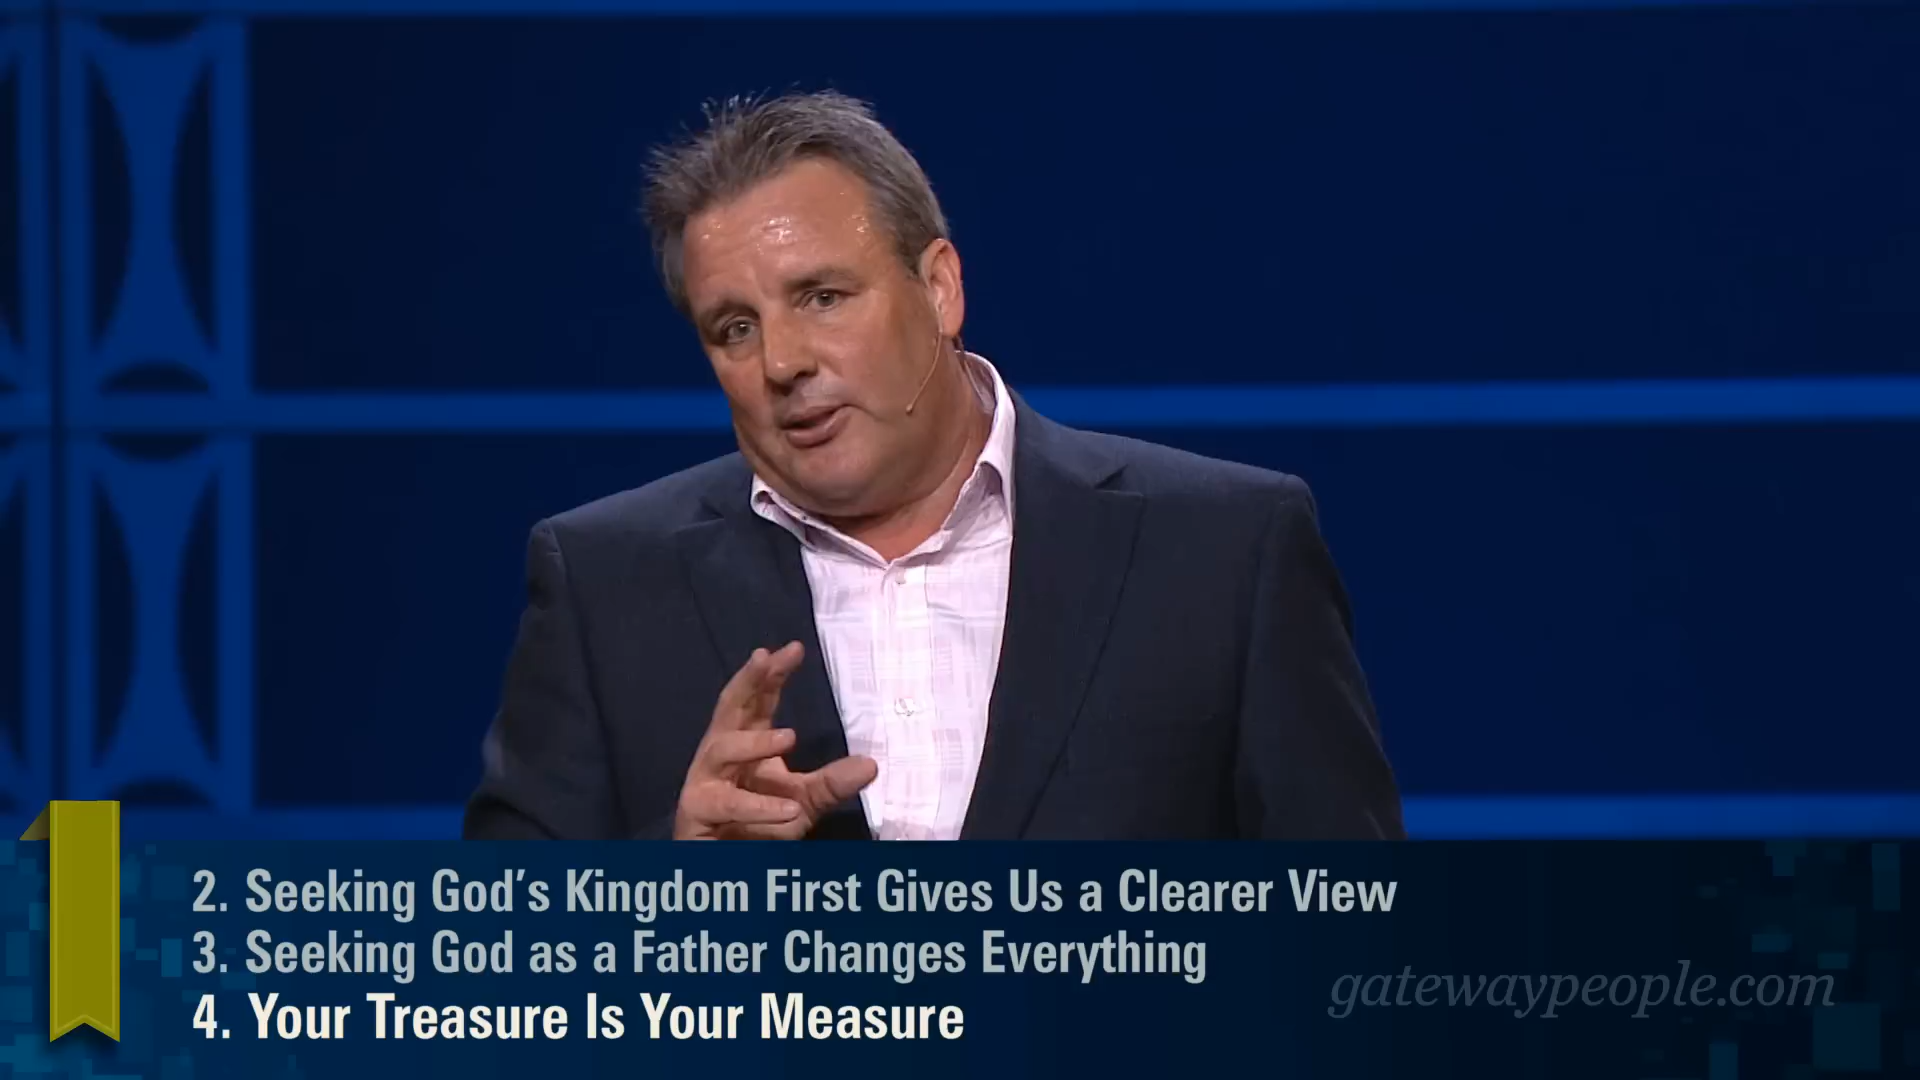 2. Seeking God's Kingdom First Gives Us a Clearer View
3. Seeking God as a Father Changes Everything
4. Your Treasure Is Your Measure
gatewaypeople.com